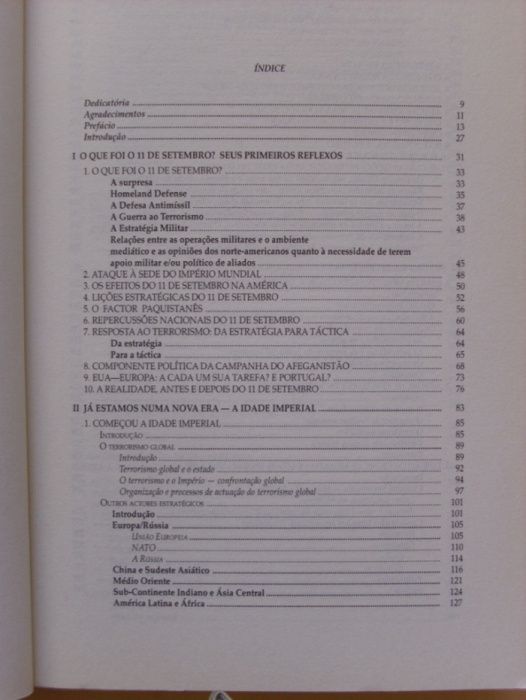 ÍNDICE
Dedicatória 9
Agradecimentos 11
Prefácio 13
Introdução 27
I O QUE FOI O 11 DE SETEMBRO? SEUS PRIMEIROS REFLEXOS 31
1. O QUE FOI O 11 DE SETEMBRO? 33
A surpresa 33
Homeland Defense 35
A Defesa Antimíssil 37
A Guerra ao Terrorismo 38
A Estratégia Militar 43
Relações entre as operações militares e o ambiente
mediático e as opiniões dos norte-americanos quanto à necessidade de terem
apoio militar e/ou político de aliados 45
2. ATAQUE À SEDE DO IMPÉRIO MUNDIAL 48
3. OS EFEITOS DO 11 DE SETEMBRO NA AMÉRICA 50
4. LIÇÕES ESTRATÉGICAS DO 11 DE SETEMBRO 52
5. O FACTOR PAQUISTANÊS 56
6. REPERCUSSÕES NACIONAIS DO 11 DE SETEMBRO 60
7. RESPOSTA AO TERRORISMO: DA ESTRATÉGIA PARA TÁCTICA 64
Da estratégia 64
Para a táctica 65
8. COMPONENTE POLÍTICA DA CAMPANHA DO AFEGANISTÃO 68
9. EUA—EUROPA: A CADA UM SUA TAREFA? E PORTUGAL? 73
10. A REALIDADE, ANTES E DEPOIS DO 11 DE SETEMBRO 76
II JÁ ESTAMOS NUMA NOVA ERA — A IDADE IMPERIAL 83
1. COMEÇOU A IDADE IMPERIAL 85
INTRODUÇÃO 85
O TERRORISMO GLOBAL 89
Introdução 89
Terrorismo global e o estado 92
O terrorismo e o Império — confrontação global 94
Organização e processos de actuação do terrorismo global 97
OUTROS ACTORES ESTRATÉGICOS 101
Introdução 101
Europa/Rússia 105
UNIÃO EUROPEIA 105
NATO 110
A RÚSSIA 114
China e Sudeste Asiático 116
Médio Oriente 121
Sub-Continente Indiano e Ásia Central 124
América Latina e África 127